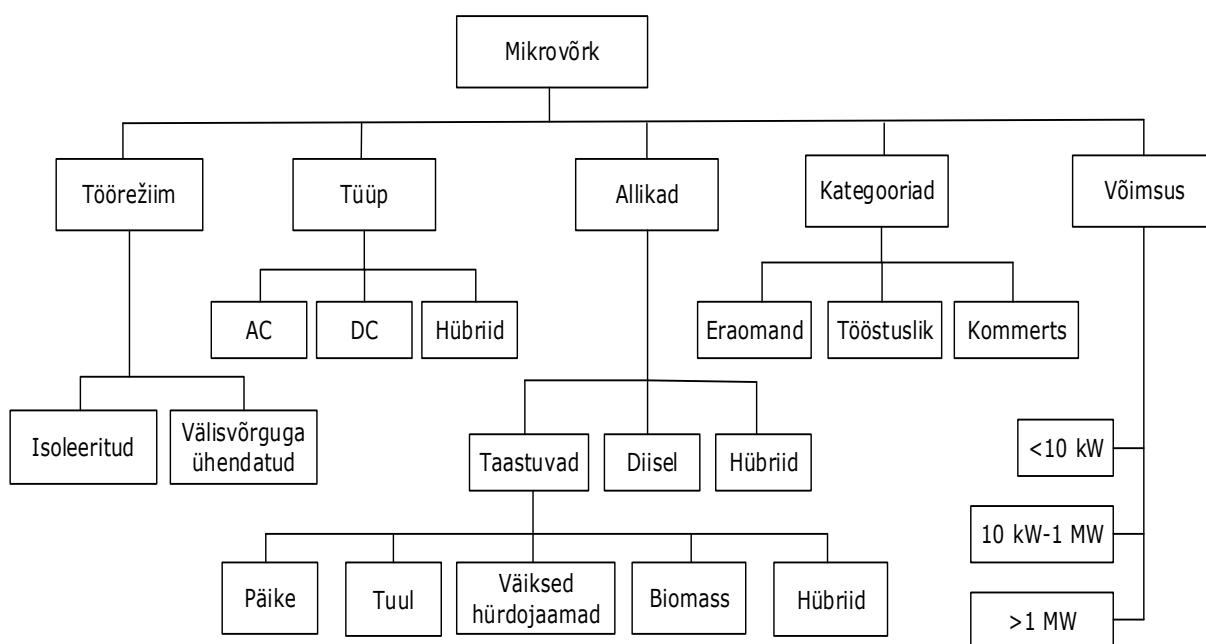 Mikrovõrk
Töörežiim
Tüüp
Allikad
Kategooriad
Võimsus
AC
DC
Hübriid
Eraomand
Tööstuslik
Kommerts
Isoleeritud
Välisvõrguga
ühendatud
Taastuvad
Diisel
Hübriid
<10 kW
10 kW-1 MW
>1 MW
Päike
Tuul
Väiksed
hürdojaamad
Biomass
Hübriid